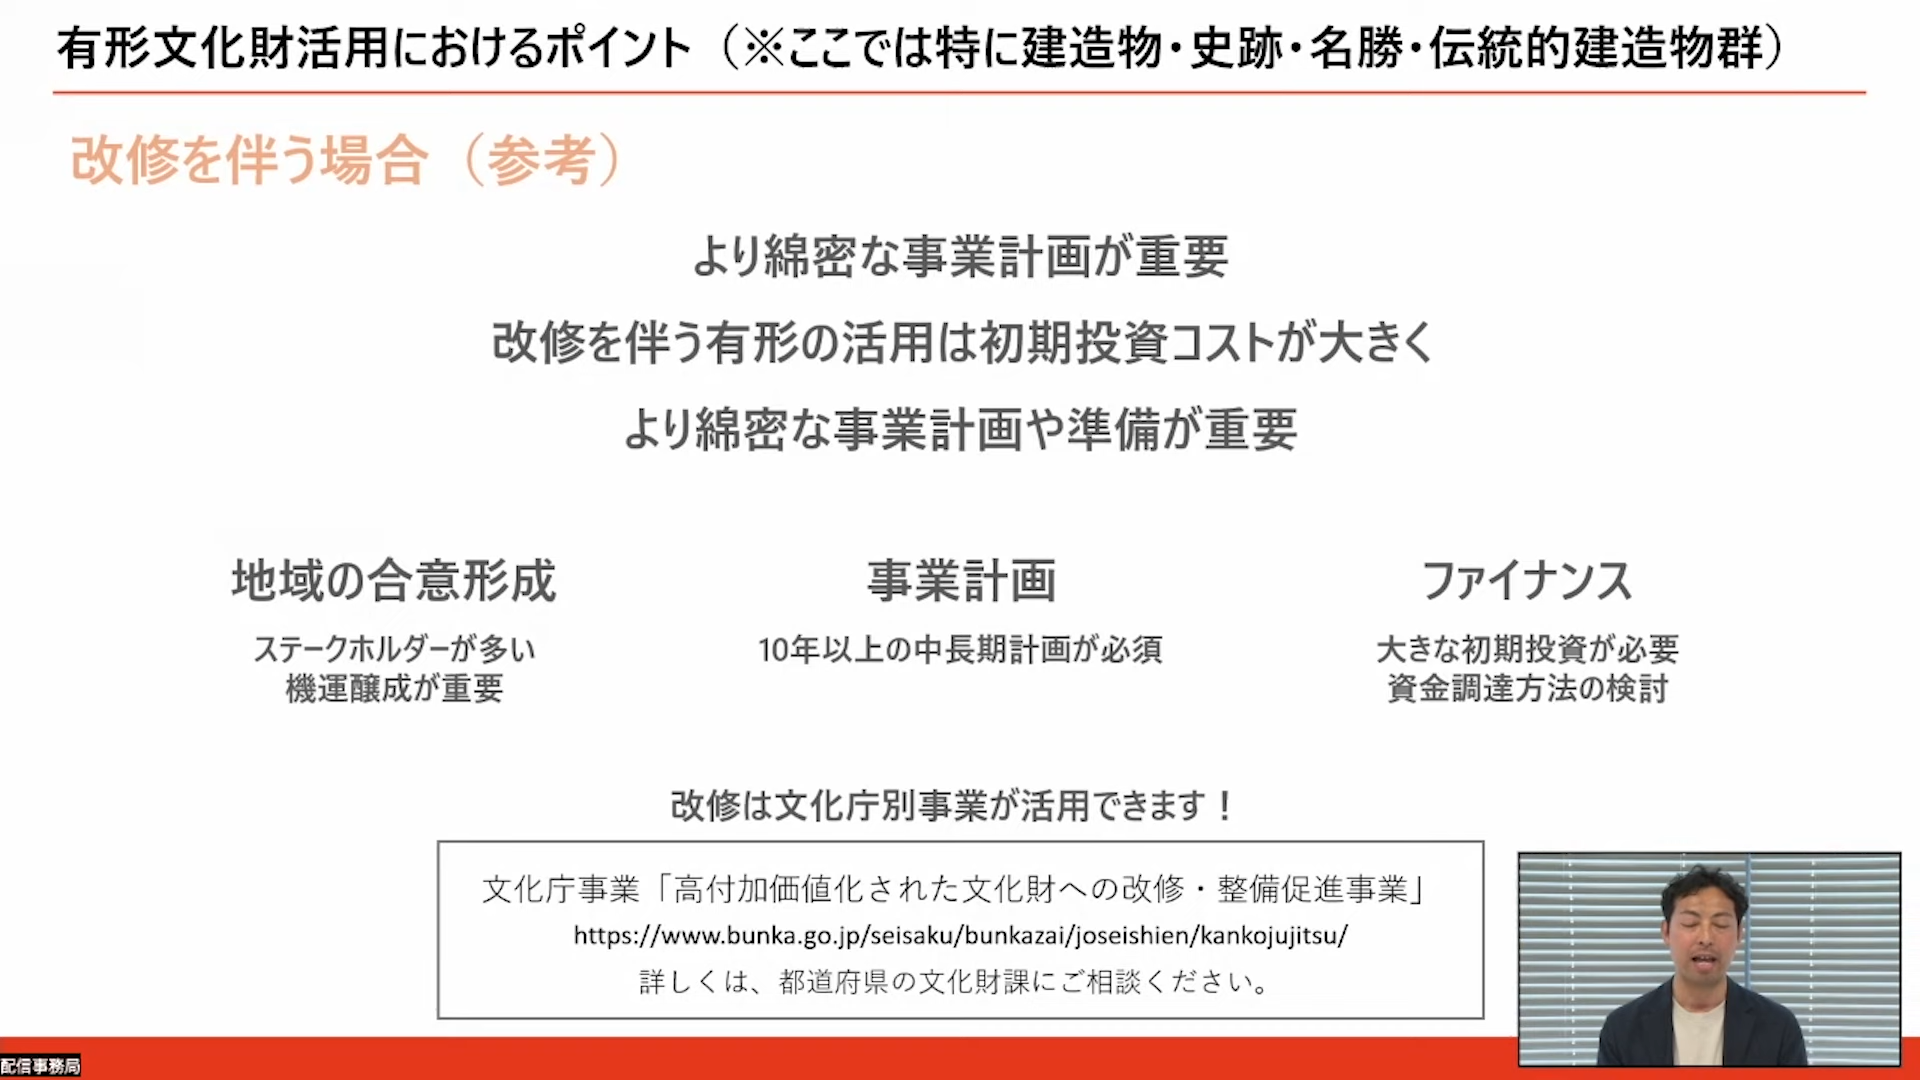 有形文化財活用におけるポイント（※ここでは特に建造物・史跡・名勝・伝統的建造物群）
改修を伴う場合（参考）
より綿密な事業計画が重要
改修を伴う有形の活用は初期投資コストが大きく
より綿密な事業計画や準備が重要
地域の合意形成
ステークホルダーが多い
機運醸成が重要
事業計画
10年以上の中長期計画が必須
ファイナンス
大きな初期投資が必要
資金調達方法の検討
改修は文化庁別事業が活用できます！
文化庁事業「高付加価値化された文化財への改修・整備促進事業」
https://www.bunka.go.jp/seisaku/bunkazai/joseishien/kankojujitsu/
詳しくは、都道府県の文化財課にご相談ください。
配信事務局